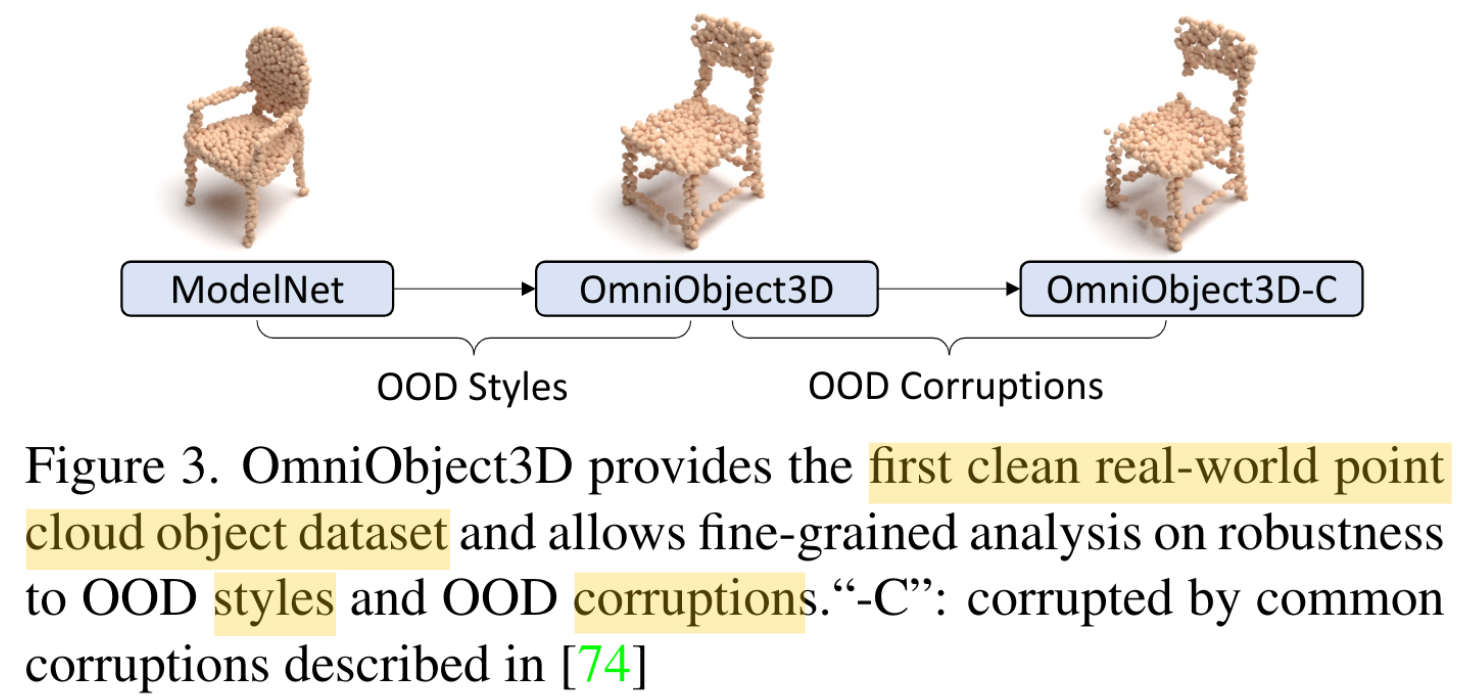 ModelNet
OmniObject3D
OmniObject3D-C
OOD Styles
OOD Corruptions
Figure 3. OmniObject3D provides the first clean real-world point
cloud object dataset and allows fine-grained analysis on robustness
to OOD styles and OOD corruptions.“-C”: corrupted by common
corruptions described in [74]